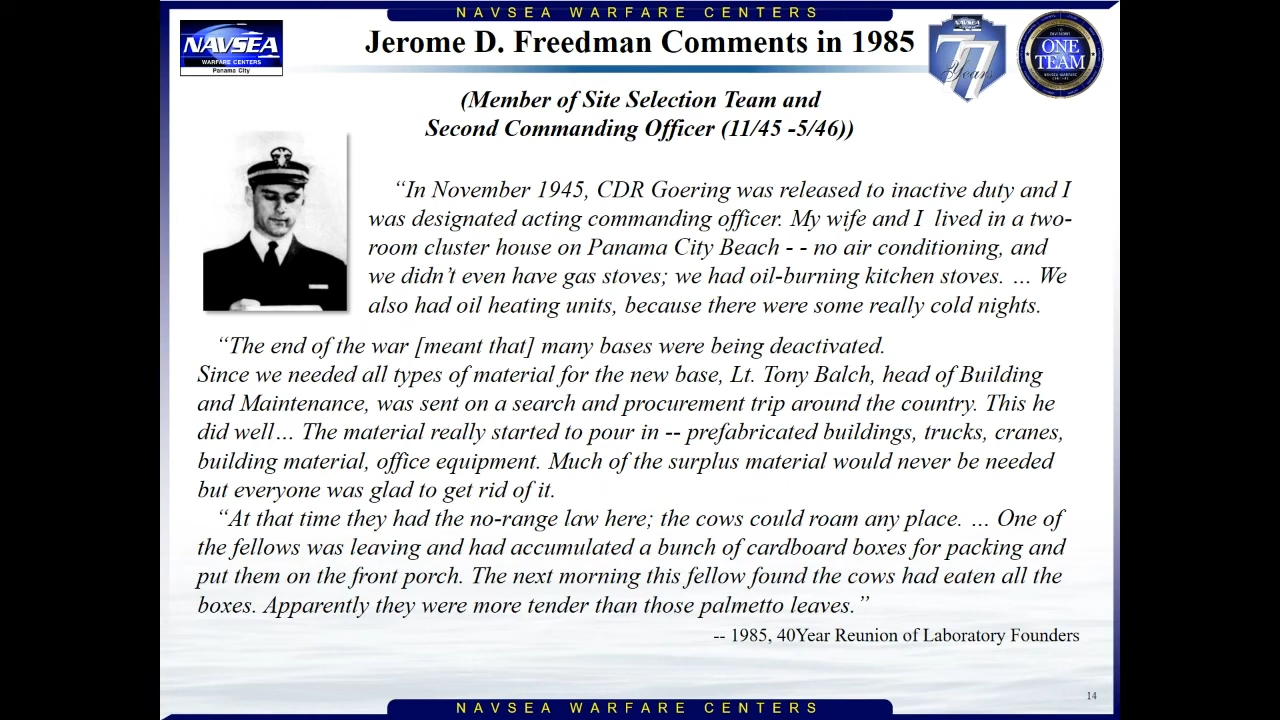 NAVSEA WARFARE CENTERS
NAVSEA
WARFARE CENTERS
Panama City
Jerome D. Freedman Comments in 1985
NAVSEA
77
Years
ONE
TEAM
(Member of Site Selection Team and
Second Commanding Officer (11/45 -5/46))
“In November 1945, CDR Goering was released to inactive duty and I
was designated acting commanding officer. My wife and I lived in a two-
room cluster house on Panama City Beach - - no air conditioning, and
we didn’t even have gas stoves; we had oil-burning kitchen stoves. … We
also had oil heating units, because there were some really cold nights.
“The end of the war [meant that] many bases were being deactivated.
Since we needed all types of material for the new base, Lt. Tony Balch, head of Building
and Maintenance, was sent on a search and procurement trip around the country. This he
did well… The material really started to pour in -- prefabricated buildings, trucks, cranes,
building material, office equipment. Much of the surplus material would never be needed
but everyone was glad to get rid of it.
“At that time they had the no-range law here; the cows could roam any place. … One of
the fellows was leaving and had accumulated a bunch of cardboard boxes for packing and
put them on the front porch. The next morning this fellow found the cows had eaten all the
boxes. Apparently they were more tender than those palmetto leaves.”
-- 1985, 40Year Reunion of Laboratory Founders
14
NAVSEA WARFARE CENTERS